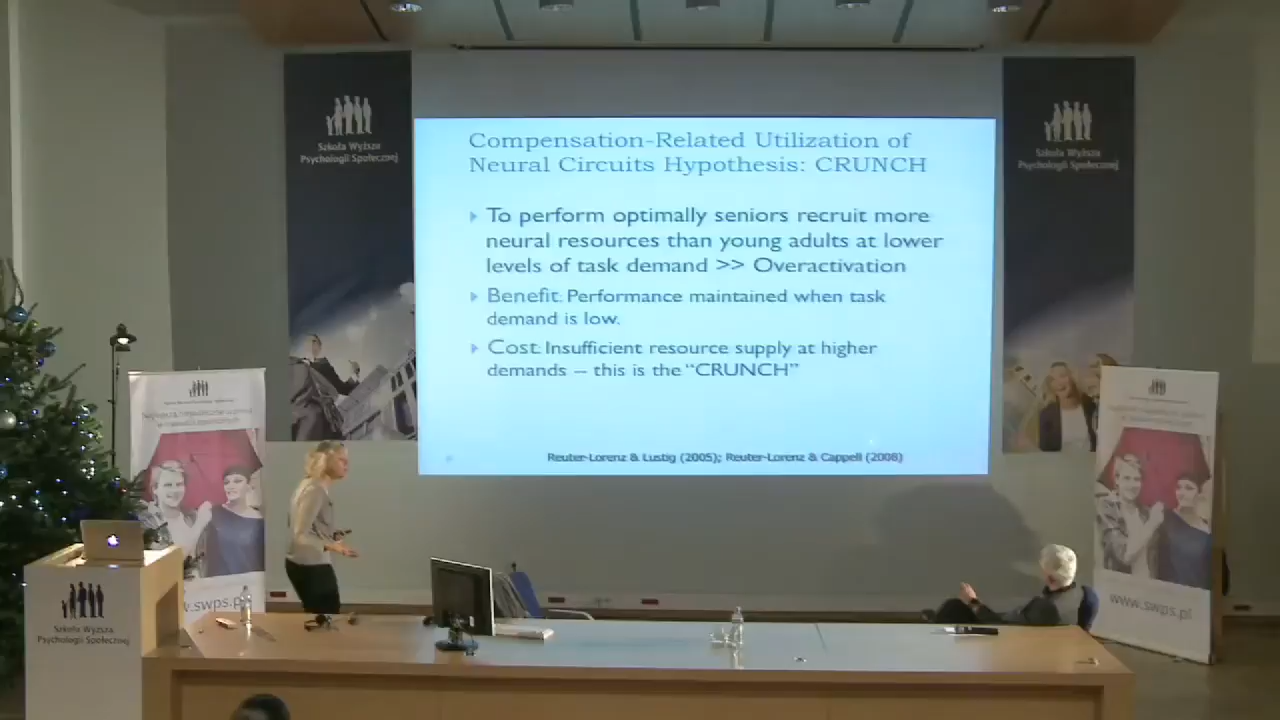 Szkoła Wyższa
Psychologii Społecznej
Szkoła Wyższa
Psychologii Społecznej
Compensation-Related Utilization of
Neural Circuits Hypothesis: CRUNCH
To perform optimally seniors recruit more
neural resources than young adults at lower
levels of task demand >> Overactivation
Benefit: Performance maintained when task
demand is low.
Cost: Insufficient resource supply at higher
demands – this is the “CRUNCH”
Reuter-Lorenz & Lustig (2005); Reuter-Lorenz & Cappell (2008)
w.swps.pl
www.swps.pl
Szkoła Wyższa
Psychologii Społecznej